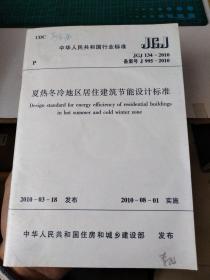 UDC
中华人民共和国行业标准
JGJ
P
JGJ 134-2010
备案号 J 995-2010
夏热冬冷地区居住建筑节能设计标准
Design standard for energy efficiency of residential buildings
in hot summer and cold winter zone
2010-03-18 发布
2010-08-01 实施
中华人民共和国住房和城乡建设部 发布